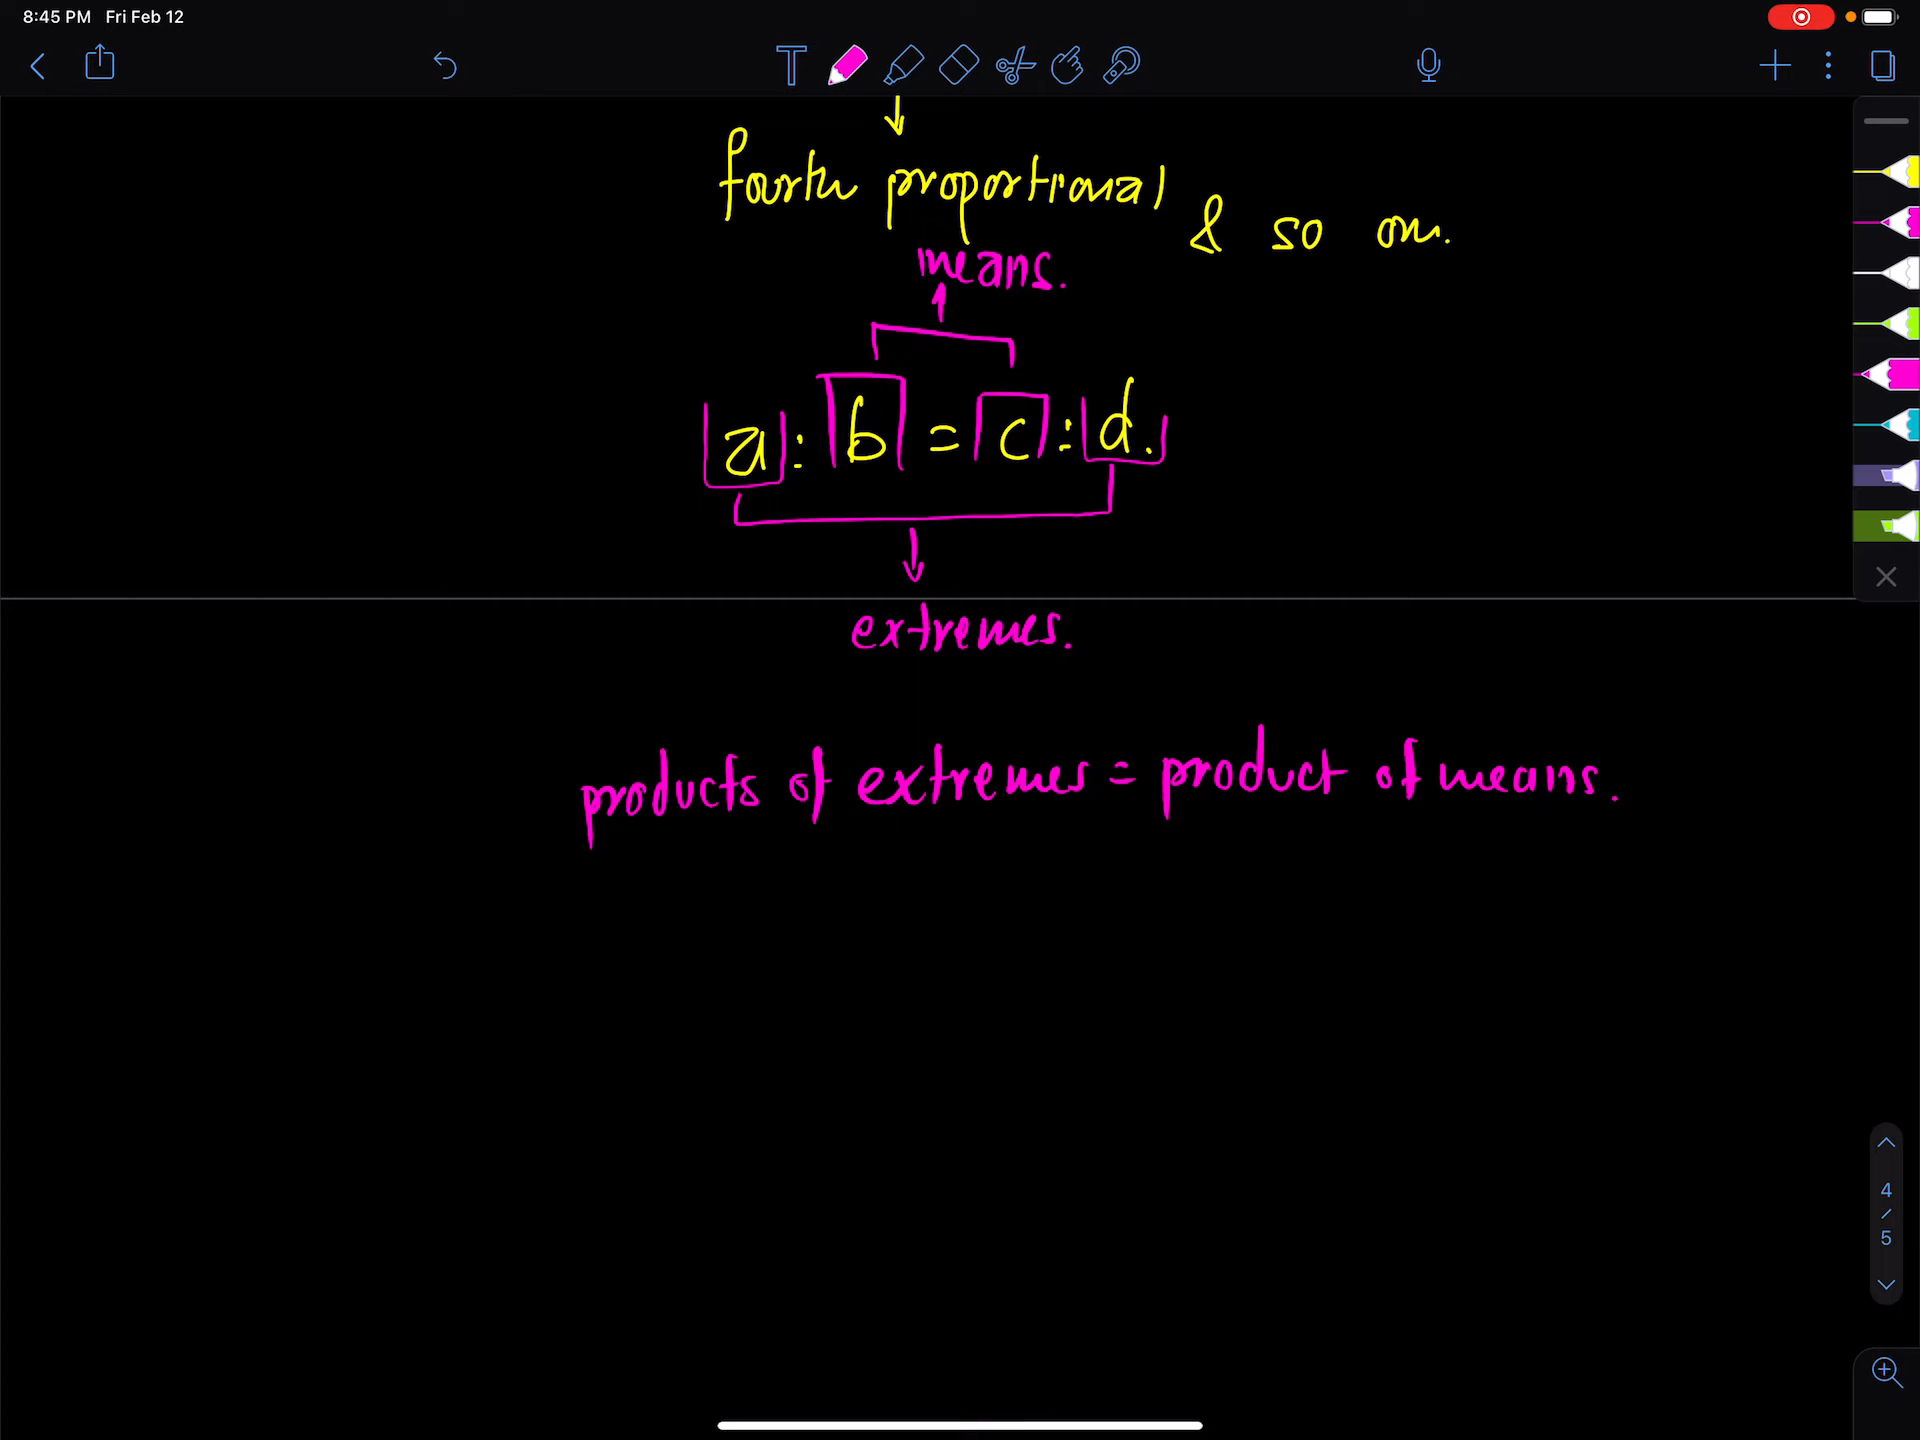 8:45 PM Fri Feb 12
fourth proportional & so on.
means.
a : b = c : d.
extremes.
products of extremes = product of means.
4
/
5